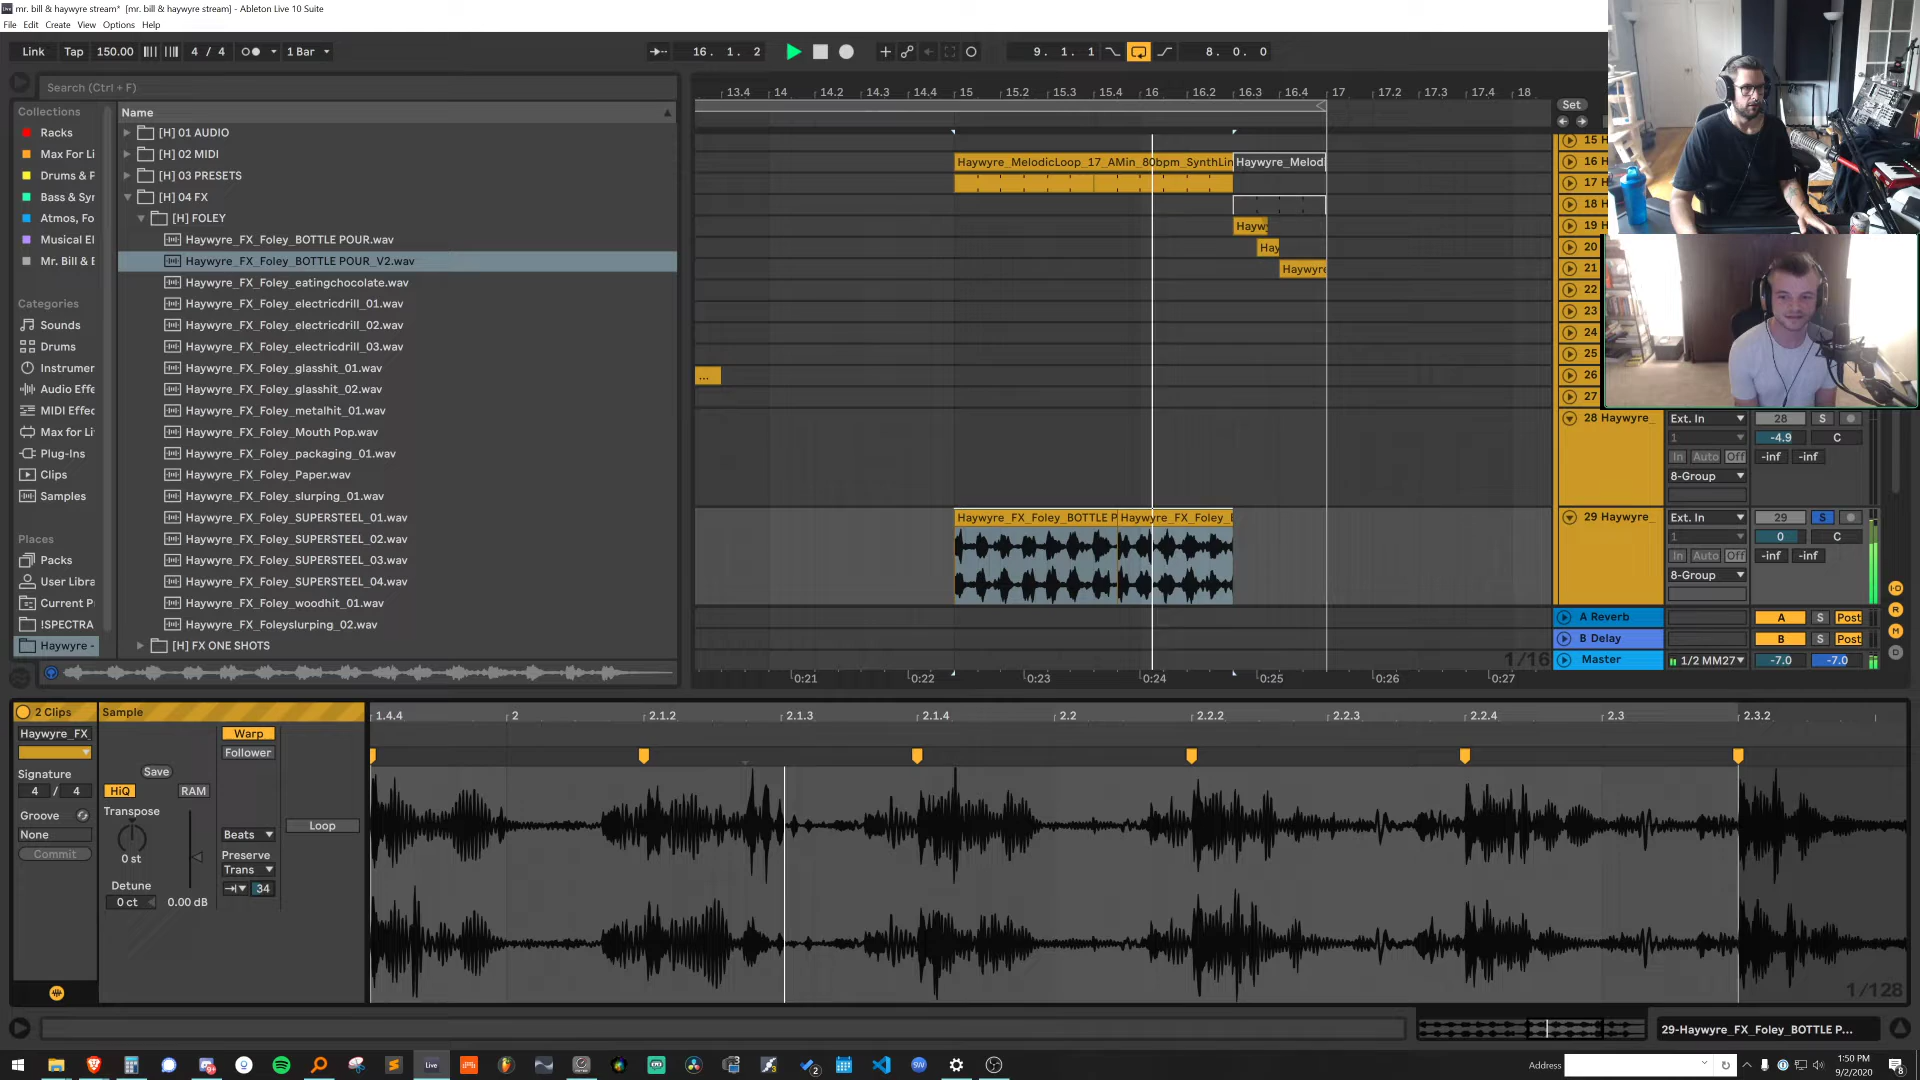 mr. bill & haywyre stream* [mr. bill & haywyre stream] - Ableton Live 10 Suite
File Edit Create View Options Help
Link Tap 150.00 4 / 4 1 Bar 16. 1. 2 9. 1. 1 8. 0. 0
Search (Ctrl + F)
Collections
Racks
Max For Li
Drums & P
Bass & Syr
Atmos, Fo
Musical El
Mr. Bill & E
Categories
Sounds
Drums
Instrumer
Audio Effe
MIDI Effec
Max for Li
Plug-Ins
Clips
Samples
Places
Packs
User Libra
Current P
!SPECTRA
Haywyre -
Name
[H] 01 AUDIO
[H] 02 MIDI
[H] 03 PRESETS
[H] 04 FX
[H] FOLEY
Haywyre_FX_Foley_BOTTLE POUR.wav
Haywyre_FX_Foley_BOTTLE POUR_V2.wav
Haywyre_FX_Foley_eatingchocolate.wav
Haywyre_FX_Foley_electricdrill_01.wav
Haywyre_FX_Foley_electricdrill_02.wav
Haywyre_FX_Foley_electricdrill_03.wav
Haywyre_FX_Foley_glasshit_01.wav
Haywyre_FX_Foley_glasshit_02.wav
Haywyre_FX_Foley_metalhit_01.wav
Haywyre_FX_Foley_Mouth Pop.wav
Haywyre_FX_Foley_packaging_01.wav
Haywyre_FX_Foley_Paper.wav
Haywyre_FX_Foley_slurping_01.wav
Haywyre_FX_Foley_SUPERSTEEL_01.wav
Haywyre_FX_Foley_SUPERSTEEL_02.wav
Haywyre_FX_Foley_SUPERSTEEL_03.wav
Haywyre_FX_Foley_SUPERSTEEL_04.wav
Haywyre_FX_Foley_woodhit_01.wav
Haywyre_FX_Foleyslurping_02.wav
[H] FX ONE SHOTS
13.4 14 14.2 14.3 14.4 15 15.2 15.3 15.4 16 16.2 16.3 16.4 17 17.2 17.3 17.4 18
Set
Haywyre_MelodicLoop_17_AMin_80bpm_SynthLin Haywyre_Melodi
Hayw
Hay
Haywyre
...
15 H
16 H
17 H
18 H
19 H
20
21
22
23
24
25
26
27
28 Haywyre_ Ext. In 28 S
1 -4.9 C
In Auto Off -inf -inf
8-Group
Haywyre_FX_Foley_BOTTLE P Haywyre_FX_Foley_
29 Haywyre_ Ext. In 29 S
1 0 C
In Auto Off -inf -inf
8-Group
A Reverb A S Post
B Delay B S Post
Master 1/2 MM27 -7.0 -7.0
1/16
0:21 0:22 0:23 0:24 0:25 0:26 0:27
2 Clips
Haywyre_FX
Signature
4 / 4
Groove
None
Commit
Sample
Save
HiQ RAM
Transpose
0 st
Detune
0 ct 0.00 dB
Warp
Follower
Beats
Preserve
Trans
34
Loop
1.4.4 2 2.1.2 2.1.3 2.1.4 2.2 2.2.2 2.2.3 2.2.4 2.3 2.3.2
1/128
29-Haywyre_FX_Foley_BOTTLE P...
Live
Address
1:50 PM
9/2/2020